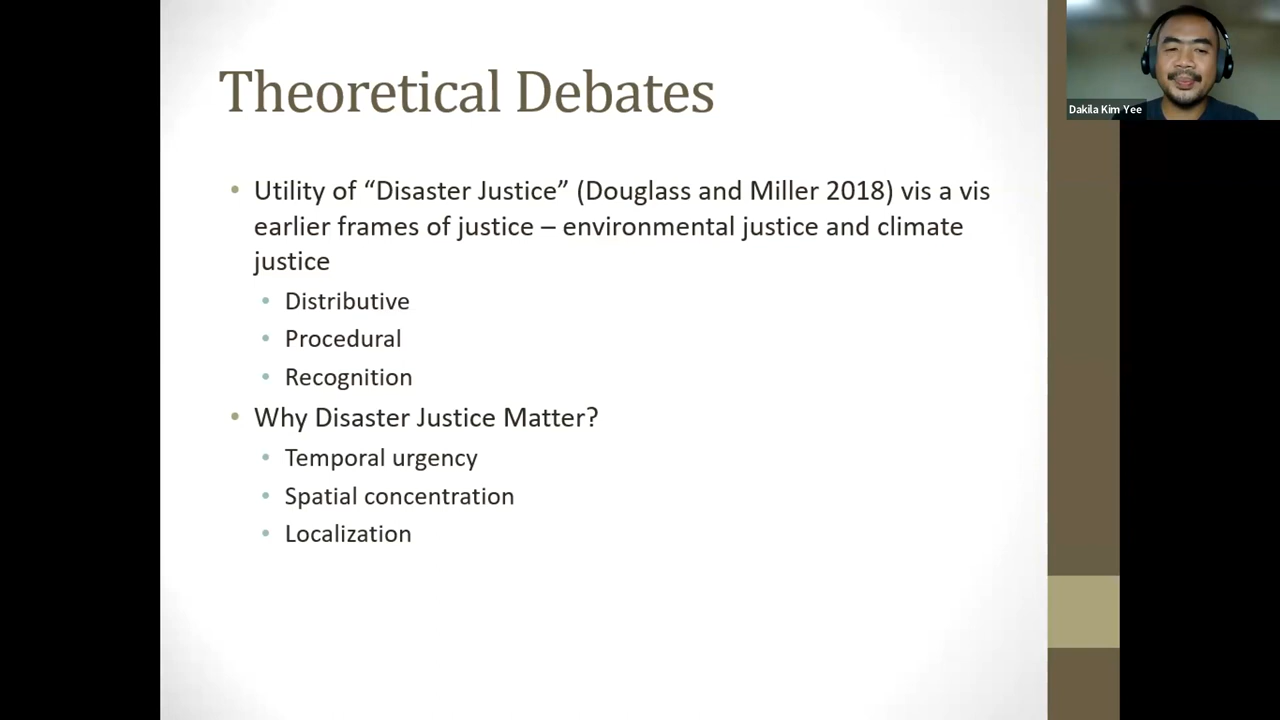 Theoretical Debates
• Utility of “Disaster Justice” (Douglass and Miller 2018) vis a vis
earlier frames of justice – environmental justice and climate
justice
• Distributive
• Procedural
• Recognition
• Why Disaster Justice Matter?
• Temporal urgency
• Spatial concentration
• Localization
Dakila Kim Yee